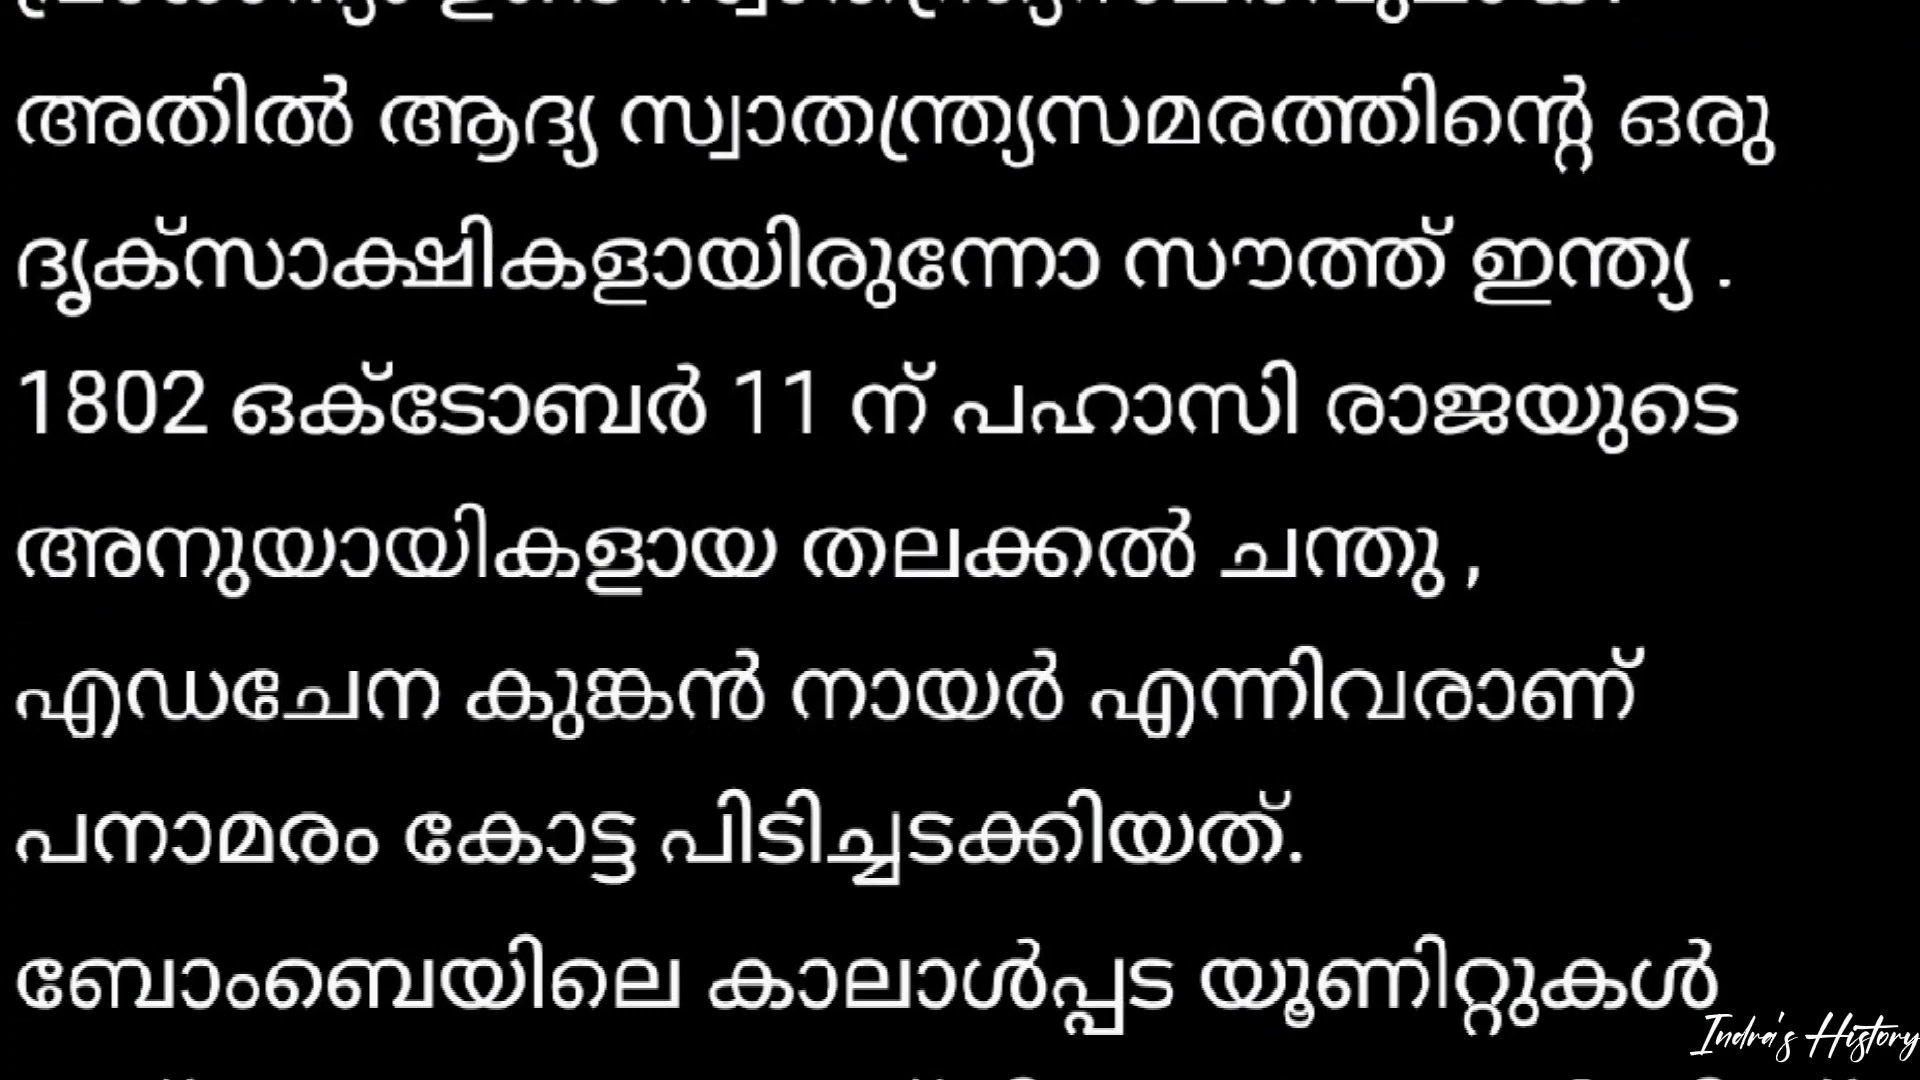 അതിൽ ആദ്യ സ്വാതന്ത്ര്യസമരത്തിന്റെ ഒരു
ദൃക്സാക്ഷികളായിരുന്നോ സൗത്ത് ഇന്ത്യ .
1802 ഒക്ടോബർ 11 ന് പഹാസി രാജയുടെ
അനുയായികളായ തലക്കൽ ചന്തു ,
എഡചേന കുങ്കൻ നായർ എന്നിവരാണ്
പനാമരം കോട്ട പിടിച്ചടക്കിയത്.
ബോംബെയിലെ കാലാൾപ്പട യൂണിറ്റുകൾ
Indra's History